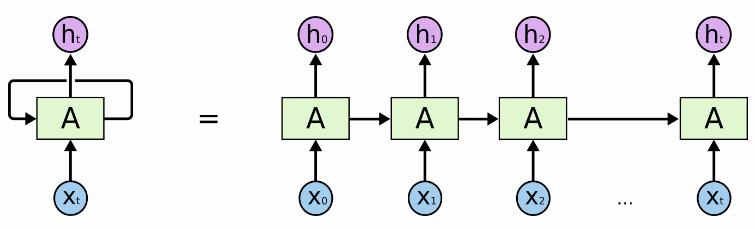 hₜ h₀ h₁ h₂ hₜ
A = A A A A
xₜ x₀ x₁ x₂ ... xₜ